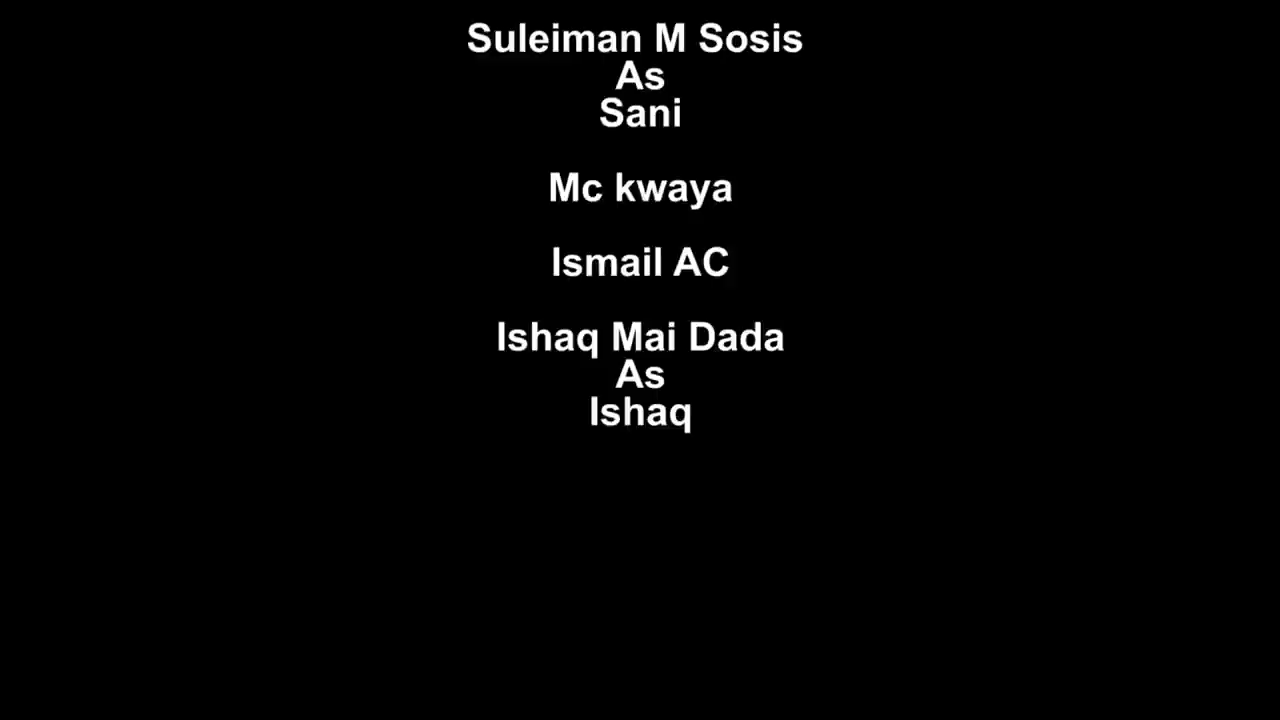 Suleiman M Sosis
As
Sani
Mc kwaya
Ismail AC
Ishaq Mai Dada
As
Ishaq